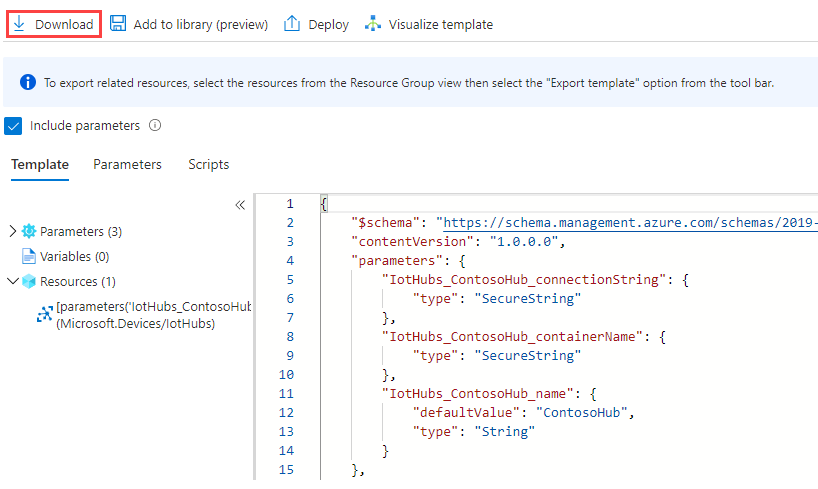 Download Add to library (preview) Deploy Visualize template
To export related resources, select the resources from the Resource Group view then select the "Export template" option from the tool bar.
Include parameters
Template Parameters Scripts
Parameters (3)
Variables (0)
Resources (1)
[parameters('IotHubs_ContosoHub
(Microsoft.Devices/IotHubs)
1 {
2 "$schema": "https://schema.management.azure.com/schemas/2019-
3 "contentVersion": "1.0.0.0",
4 "parameters": {
5 "IotHubs_ContosoHub_connectionString": {
6 "type": "SecureString"
7 },
8 "IotHubs_ContosoHub_containerName": {
9 "type": "SecureString"
10 },
11 "IotHubs_ContosoHub_name": {
12 "defaultValue": "ContosoHub",
13 "type": "String"
14 }
15 },